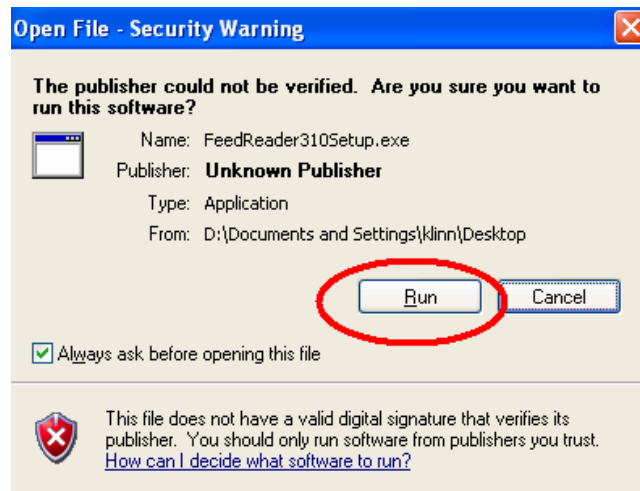 Open File - Security Warning
The publisher could not be verified.  Are you sure you want to
run this software?
Name: FeedReader310Setup.exe
Publisher: Unknown Publisher
Type: Application
From: D:\Documents and Settings\klinn\Desktop
Run Cancel
Always ask before opening this file
This file does not have a valid digital signature that verifies its
publisher.  You should only run software from publishers you trust.
How can I decide what software to run?